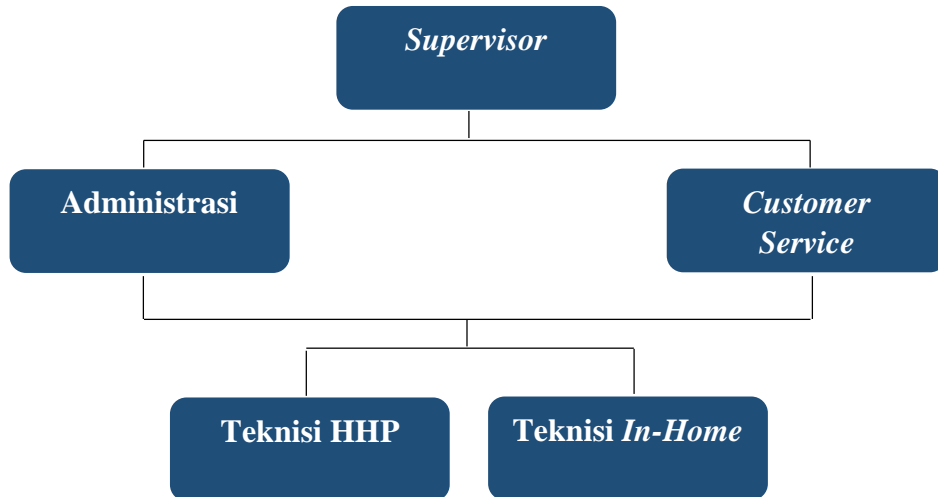 Supervisor
Administrasi
Customer
Service
Teknisi HHP
Teknisi In-Home